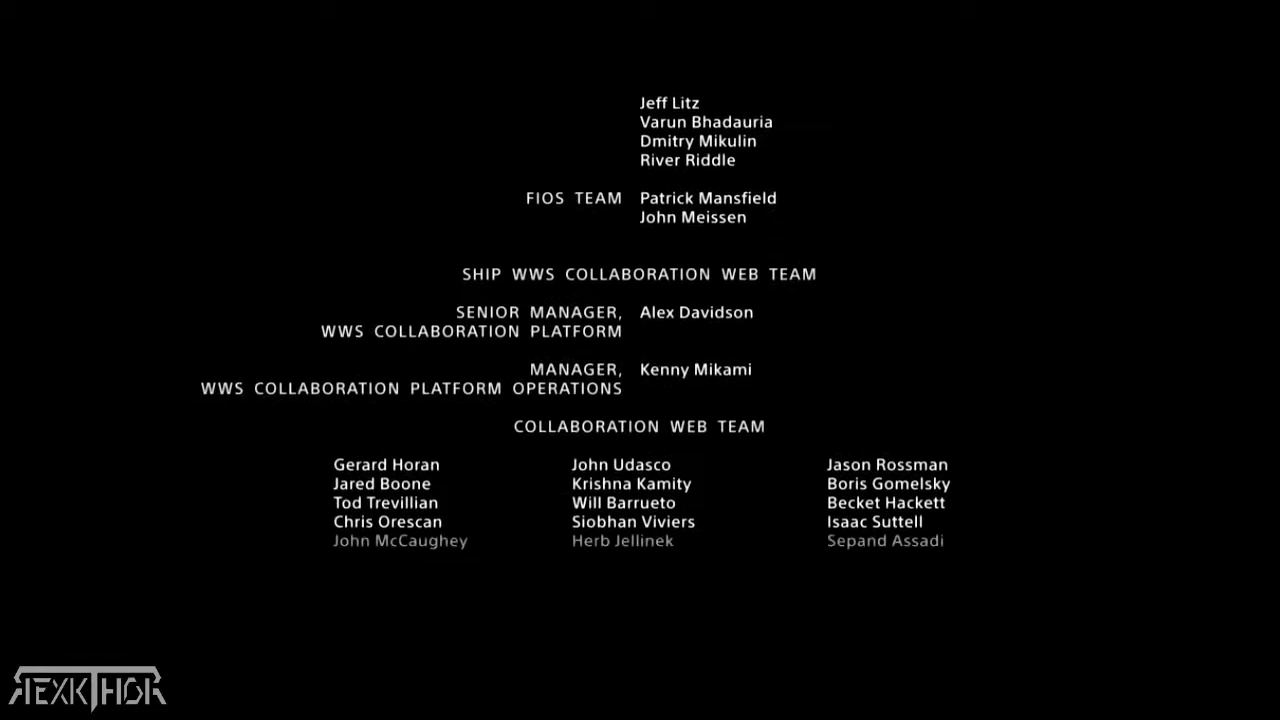 Jeff Litz
Varun Bhadauria
Dmitry Mikulin
River Riddle
FIOS TEAM Patrick Mansfield
John Meissen
SHIP WWS COLLABORATION WEB TEAM
SENIOR MANAGER, Alex Davidson
WWS COLLABORATION PLATFORM
MANAGER, Kenny Mikami
WWS COLLABORATION PLATFORM OPERATIONS
COLLABORATION WEB TEAM
Gerard Horan John Udasco Jason Rossman
Jared Boone Krishna Kamity Boris Gomelsky
Tod Trevillian Will Barrueto Becket Hackett
Chris Orescan Siobhan Viviers Isaac Suttell
John McCaughey Herb Jellinek Sepand Assadi